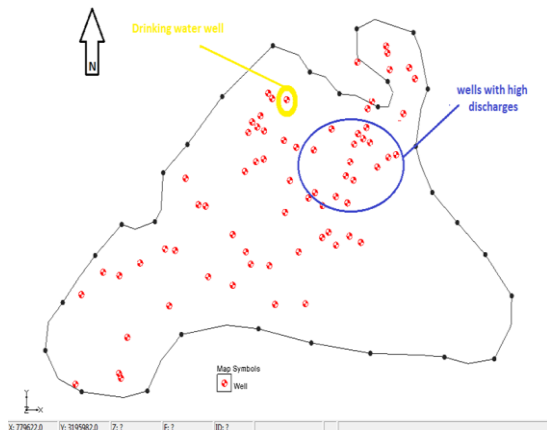 Drinking water well
N
wells with high
discharges
Map Symbols
Well
Y
Z
X
X: 779622.0 Y: 3195982.0 Z: ? F: ? ID: ?